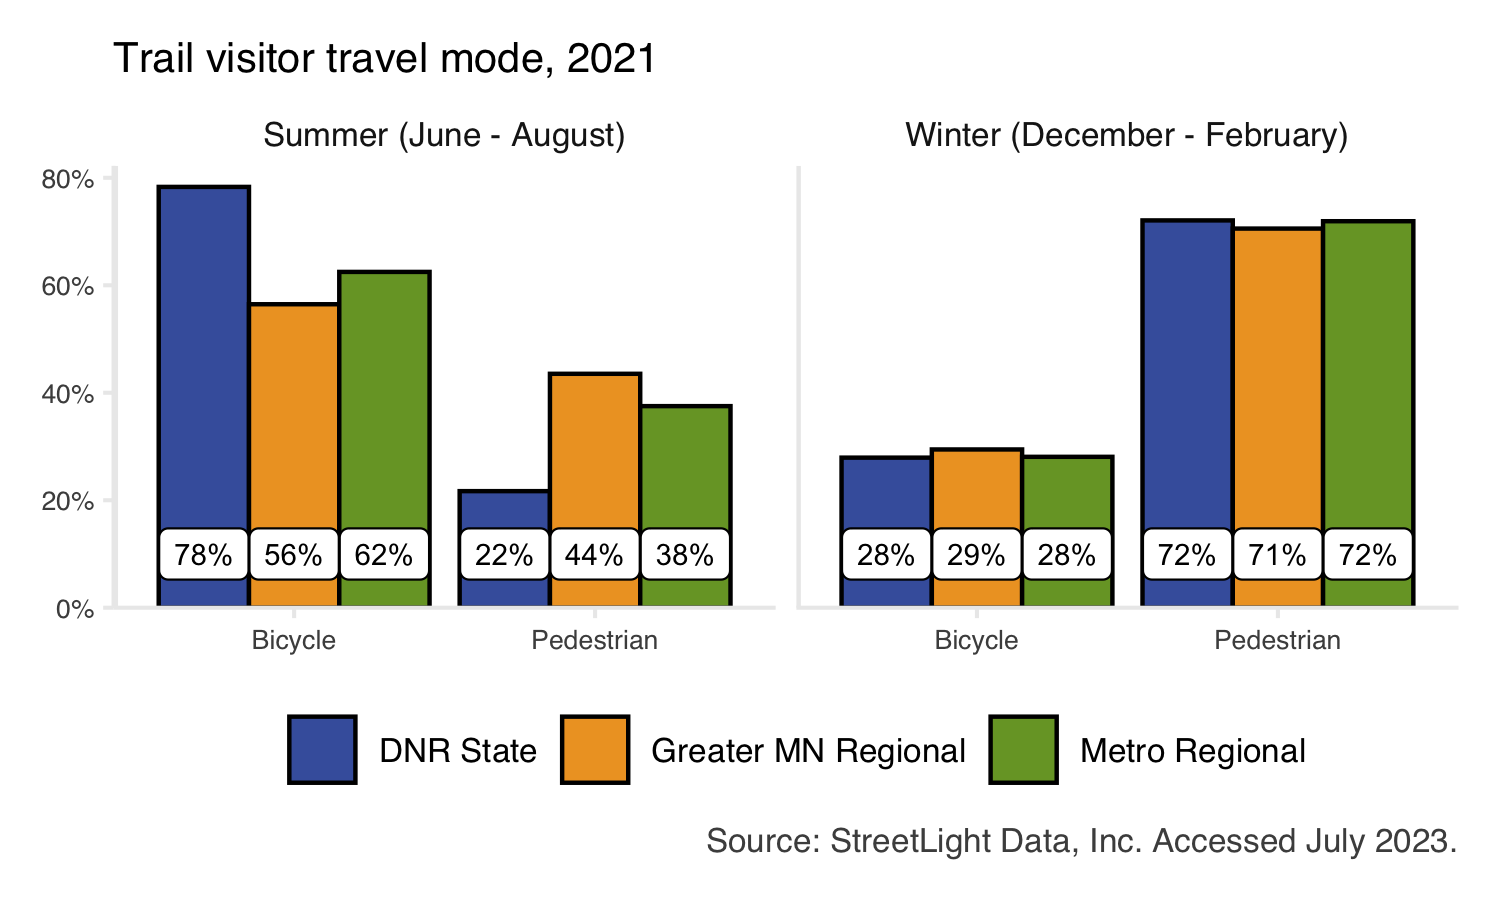 Trail visitor travel mode, 2021
Summer (June - August)
Winter (December - February)
80%
60%
40%
20%
0%
78% 56% 62% 22% 44% 38%
28% 29% 28% 72% 71% 72%
Bicycle Pedestrian
Bicycle Pedestrian
DNR State Greater MN Regional Metro Regional
Source: StreetLight Data, Inc. Accessed July 2023.